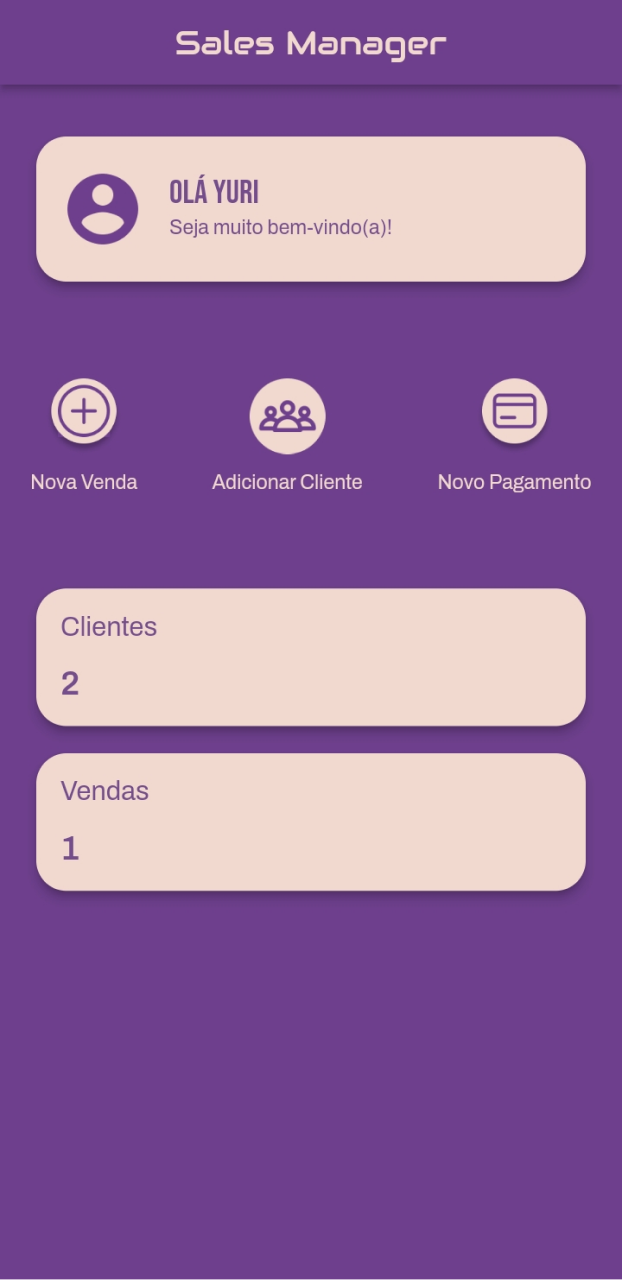 Sales Manager
OLÁ YURI
Seja muito bem-vindo(a)!
Nova Venda
Adicionar Cliente
Novo Pagamento
Clientes
2
Vendas
1